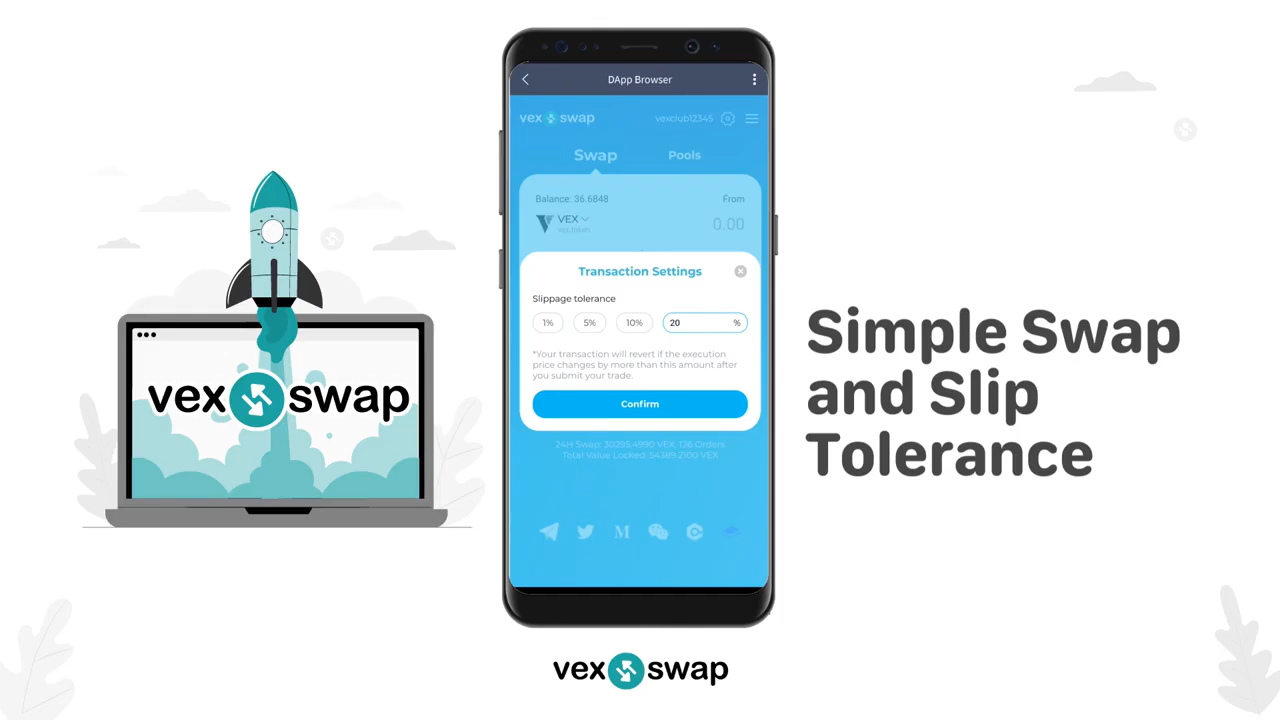 DApp Browser
vex swap
vexclub12345
Swap
Pools
Balance: 36.6848
From
VEX
0.00
Transaction Settings
Slippage tolerance
1%
5%
10%
20
%
*Your transaction will revert if the execution
price changes by more than this amount after
you submit your trade.
Confirm
24H Swap: 30295.4990 VEX, 126 Orders
Total Value Locked: 54389.2100 VEX
vex swap
Simple Swap
and Slip
Tolerance
vex swap